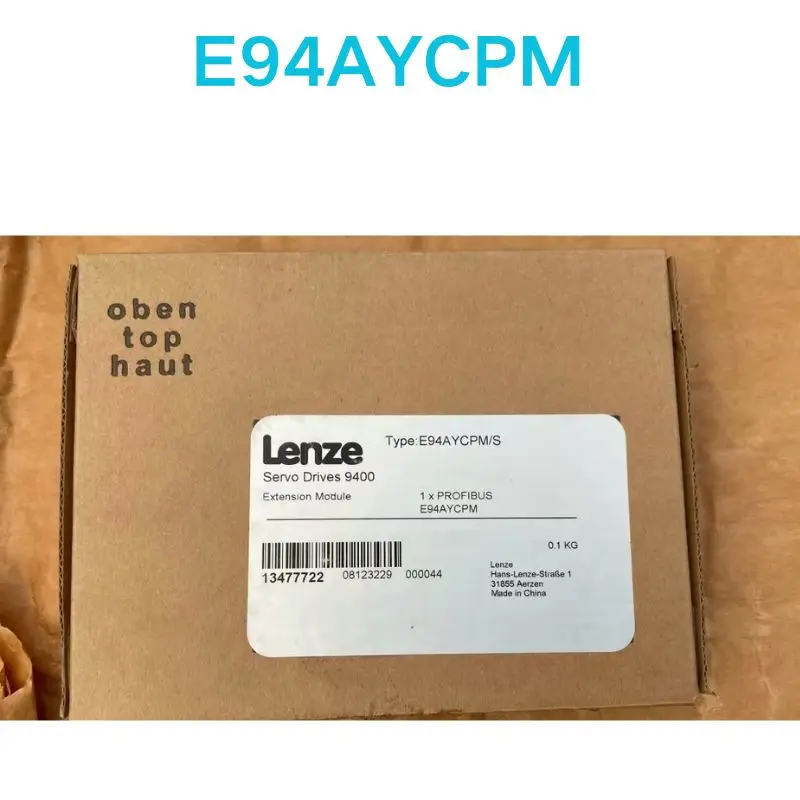 E94AYCPM
oben
top
haut
Lenze
Type:E94AYCPM/S
Servo Drives 9400
Extension Module
1 x PROFIBUS
E94AYCPM
0.1 KG
13477722 08123229 000044
Lenze
Hans-Lenze-Straße 1
31855 Aerzen
Made in China